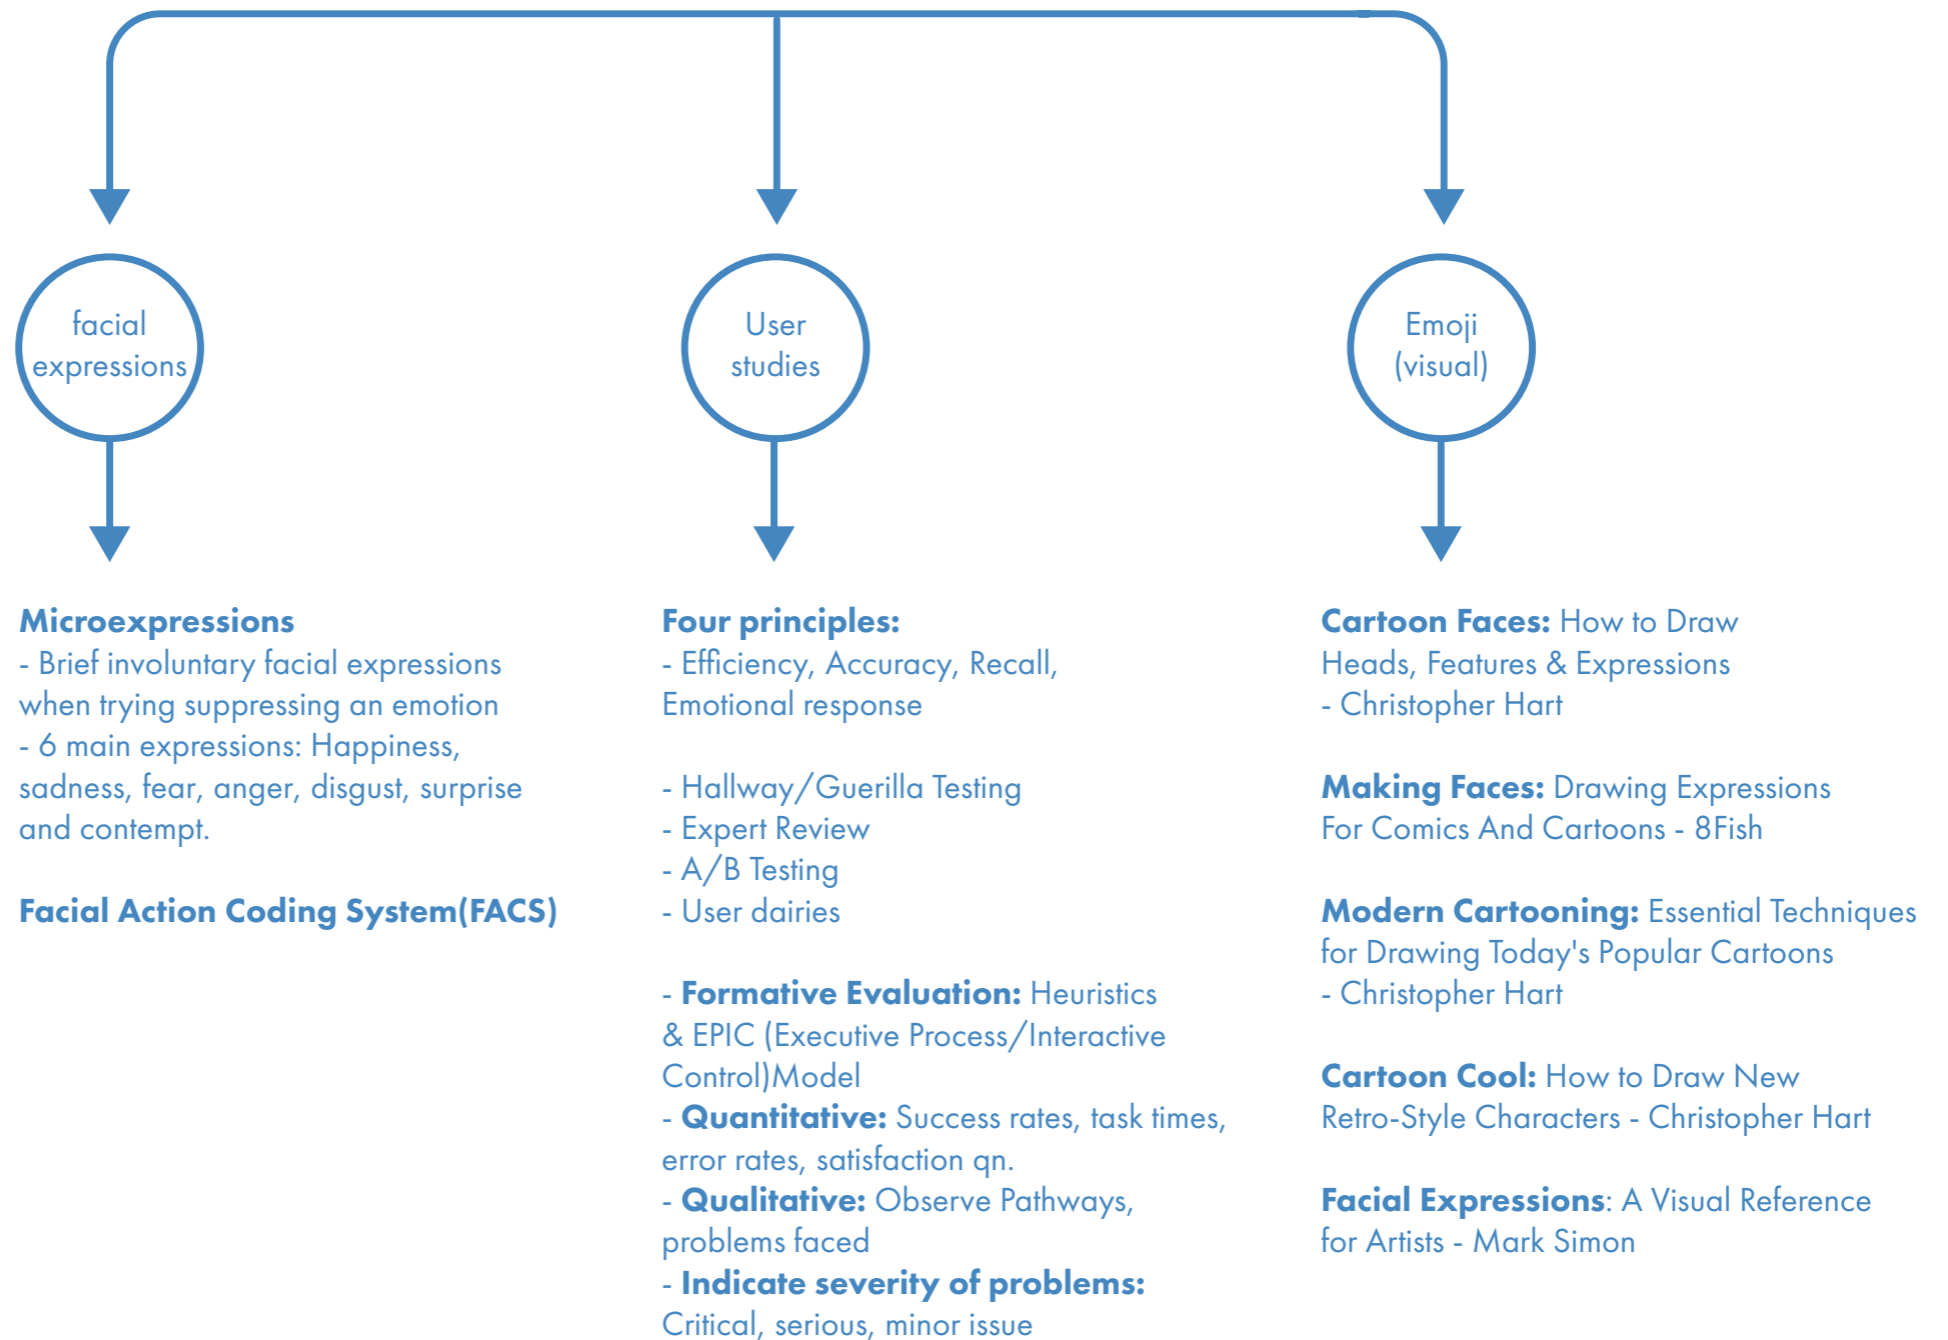 facial
expressions
User
studies
Emoji
(visual)
Microexpressions
- Brief involuntary facial expressions
when trying suppressing an emotion
- 6 main expressions: Happiness,
sadness, fear, anger, disgust, surprise
and contempt.
Facial Action Coding System(FACS)
Four principles:
- Efficiency, Accuracy, Recall,
Emotional response
- Hallway/Guerilla Testing
- Expert Review
- A/B Testing
- User dairies
- Formative Evaluation: Heuristics
& EPIC (Executive Process/Interactive
Control)Model
- Quantitative: Success rates, task times,
error rates, satisfaction qn.
- Qualitative: Observe Pathways,
problems faced
- Indicate severity of problems:
Critical, serious, minor issue
Cartoon Faces: How to Draw
Heads, Features & Expressions
- Christopher Hart
Making Faces: Drawing Expressions
For Comics And Cartoons - 8Fish
Modern Cartooning: Essential Techniques
for Drawing Today's Popular Cartoons
- Christopher Hart
Cartoon Cool: How to Draw New
Retro-Style Characters - Christopher Hart
Facial Expressions: A Visual Reference
for Artists - Mark Simon